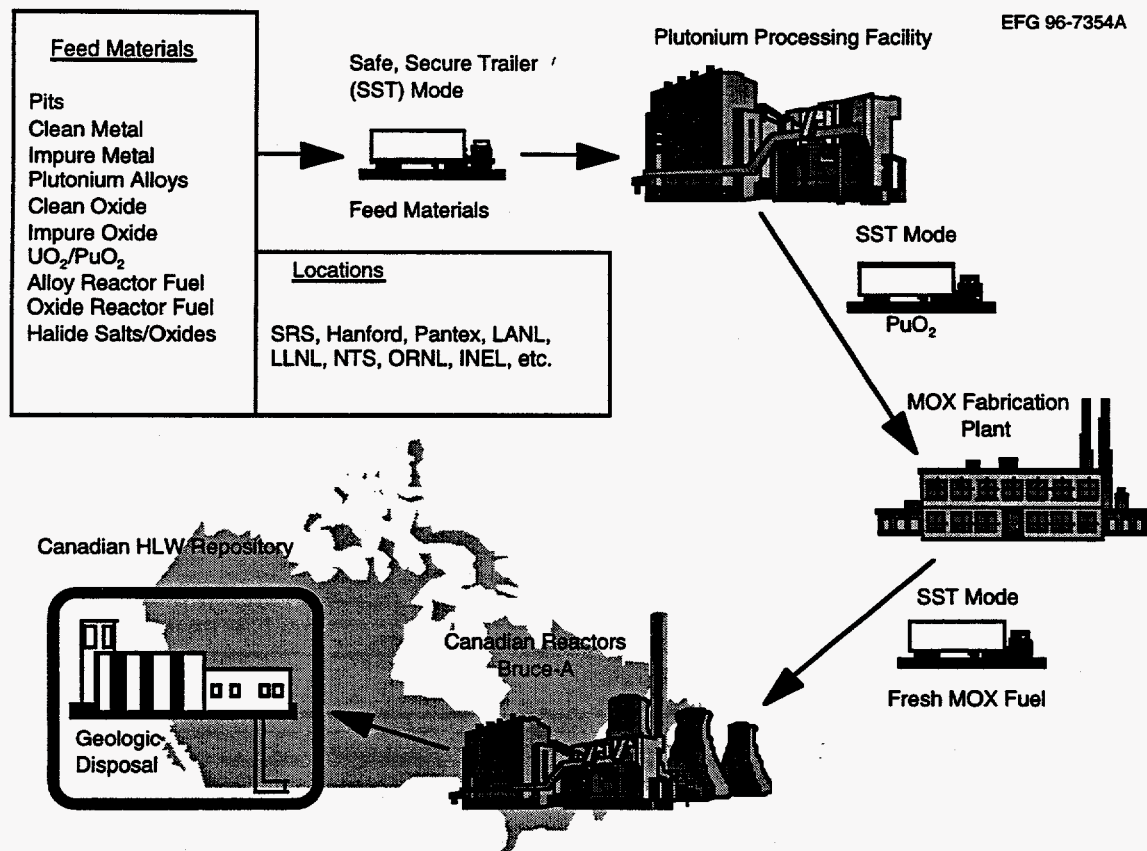 EFG 96-7354A
Feed Materials
Pits
Clean Metal
Impure Metal
Plutonium Alloys
Clean Oxide
Impure Oxide
UO₂/PuO₂
Alloy Reactor Fuel
Oxide Reactor Fuel
Halide Salts/Oxides
Locations
SRS, Hanford, Pantex, LANL,
LLNL, NTS, ORNL, INEL, etc.
Safe, Secure Trailer
(SST) Mode
Feed Materials
Plutonium Processing Facility
SST Mode
PuO₂
MOX Fabrication
Plant
SST Mode
Fresh MOX Fuel
Canadian Reactors
Bruce-A
Canadian HLW Repository
Geologic
Disposal